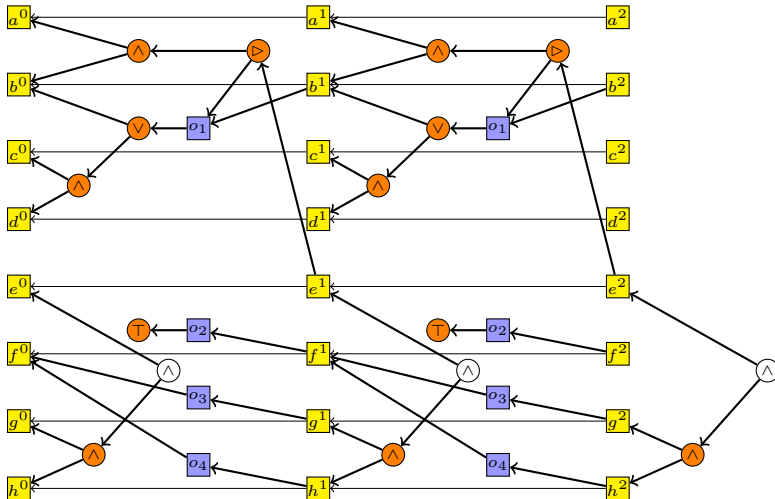 a⁰ a¹ a²
∧ ▷ ∧ ▷
b⁰ b¹ b²
∨ o₁ ∨ o₁
c⁰ c¹ c²
∧ ∧
d⁰ d¹ d²
e⁰ e¹ e²
⊤ o₂ ⊤ o₂
f⁰ f¹ f²
∧ ∧ ∧
o₃ o₃
g⁰ g¹ g²
∧ o₄ ∧ o₄ ∧
h⁰ h¹ h²